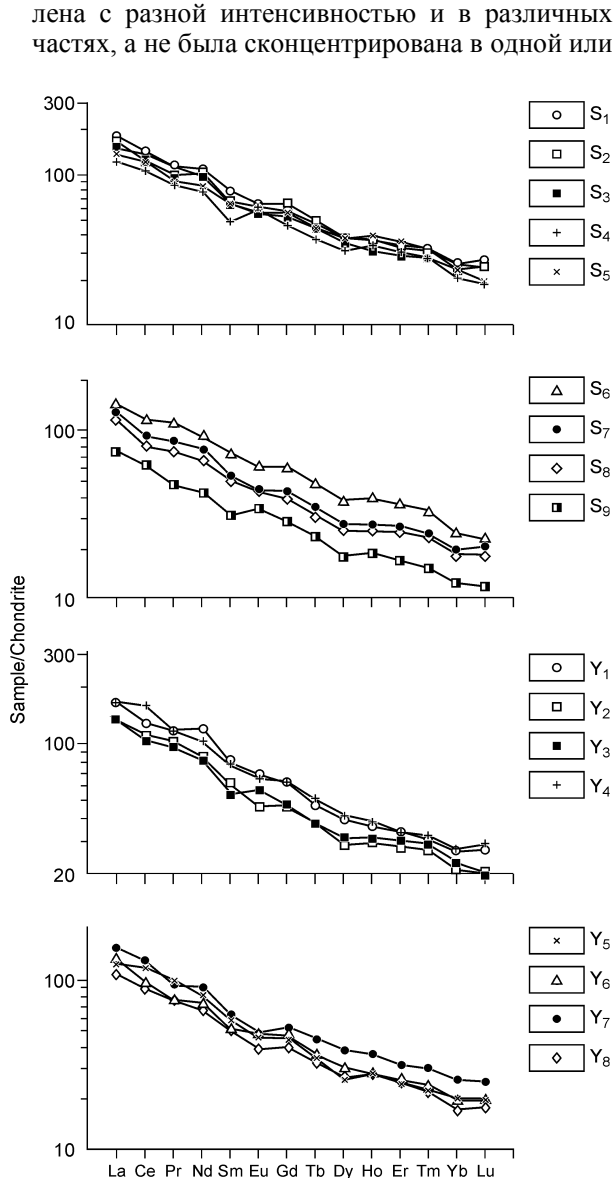 лена с разной интенсивностью и в различных
частях, а не была сконцентрирована в одной или
300
100
10
S1
S2
S3
S4
S5
100
10
S6
S7
S8
S9
Sample/Chondrite
300
100
20
Y1
Y2
Y3
Y4
100
10
Y5
Y6
Y7
Y8
La Ce Pr Nd Sm Eu Gd Tb Dy Ho Er Tm Yb Lu